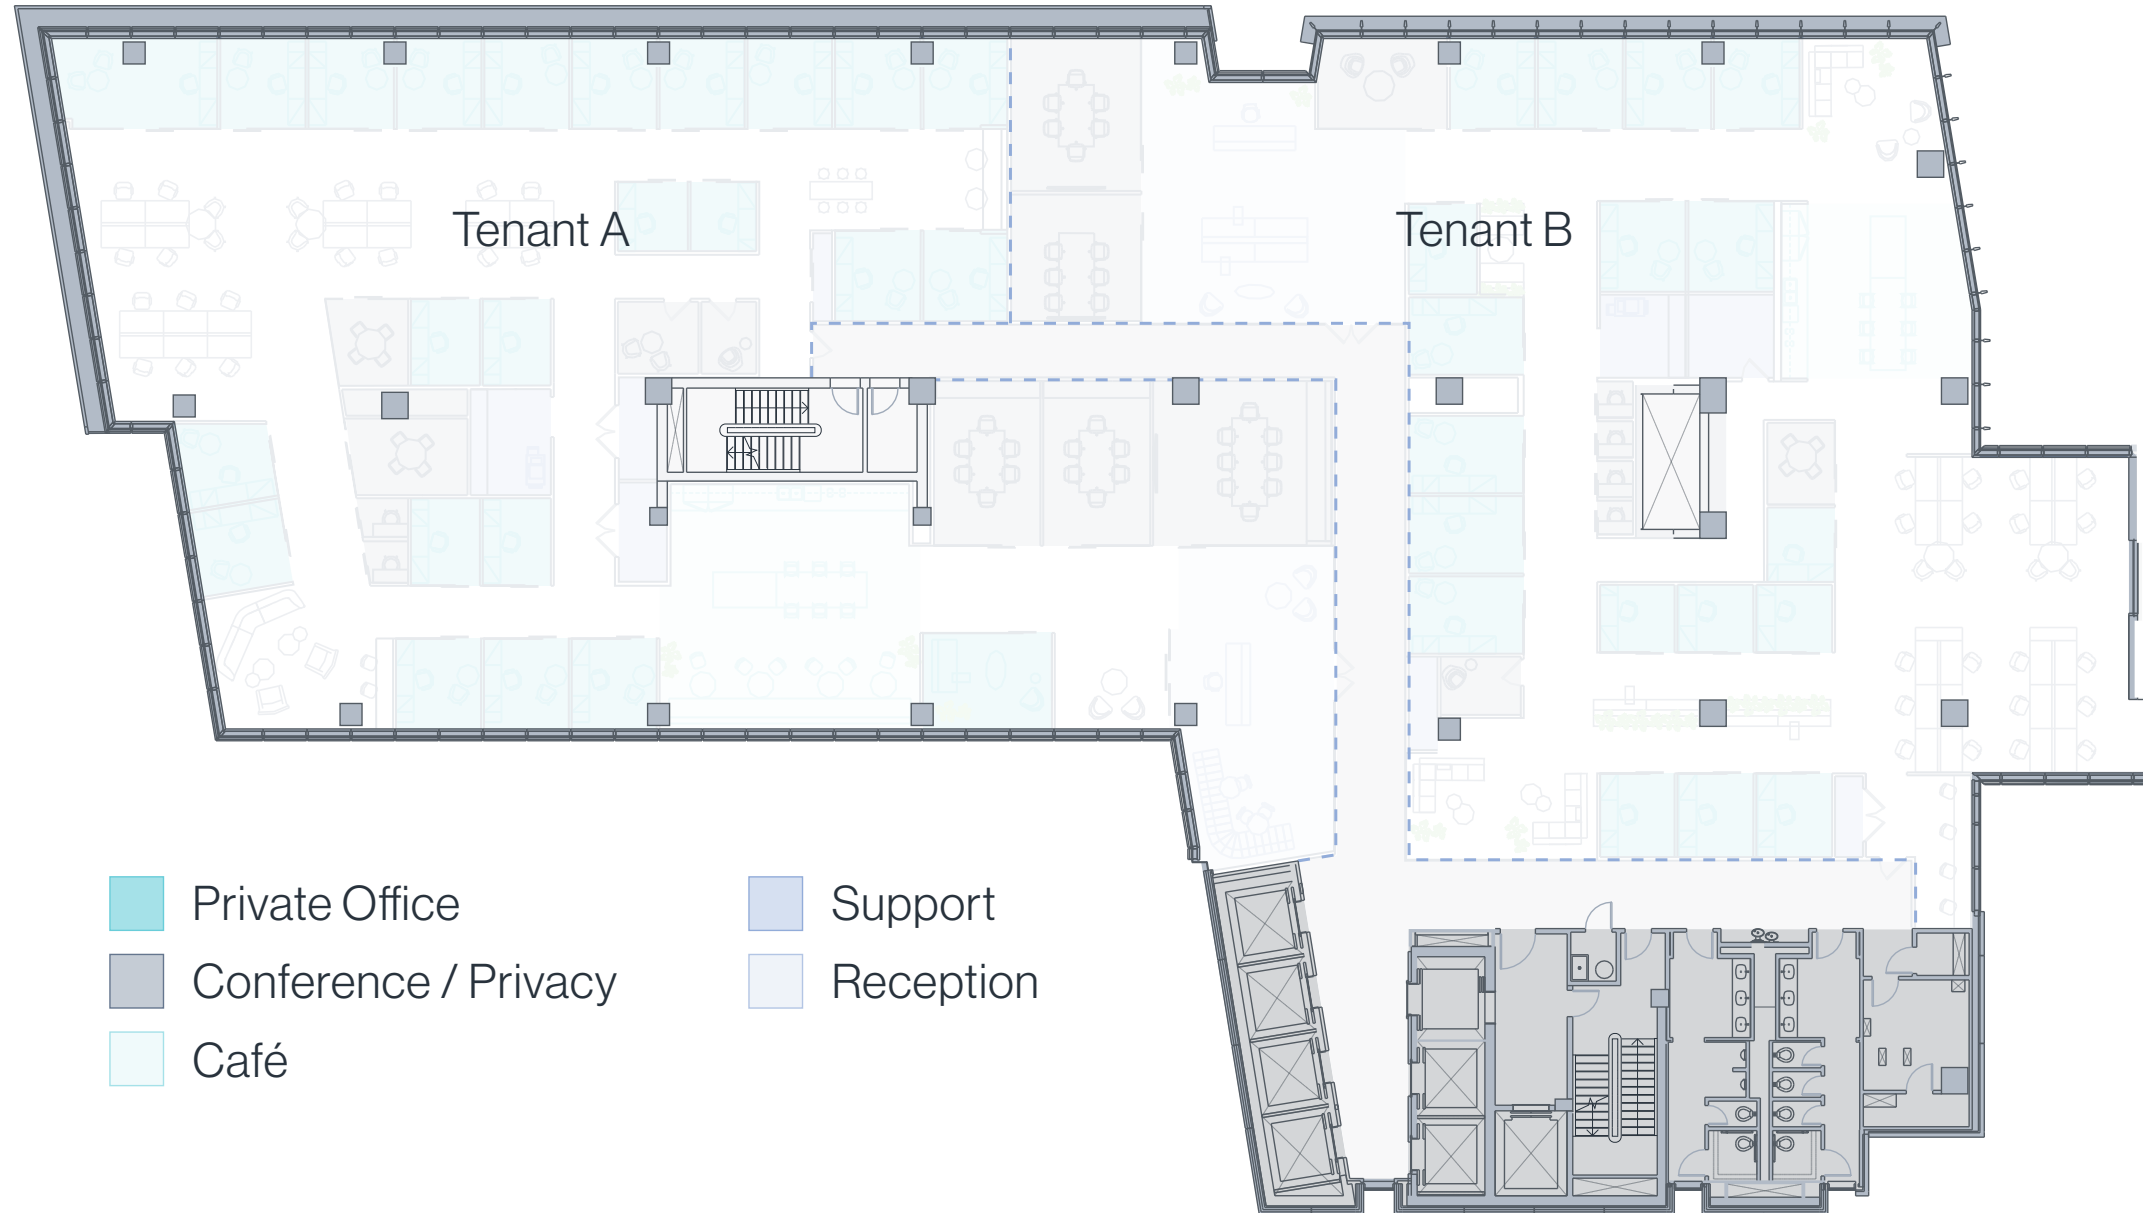 Tenant A
Tenant B
Private Office
Conference / Privacy
Café
Support
Reception